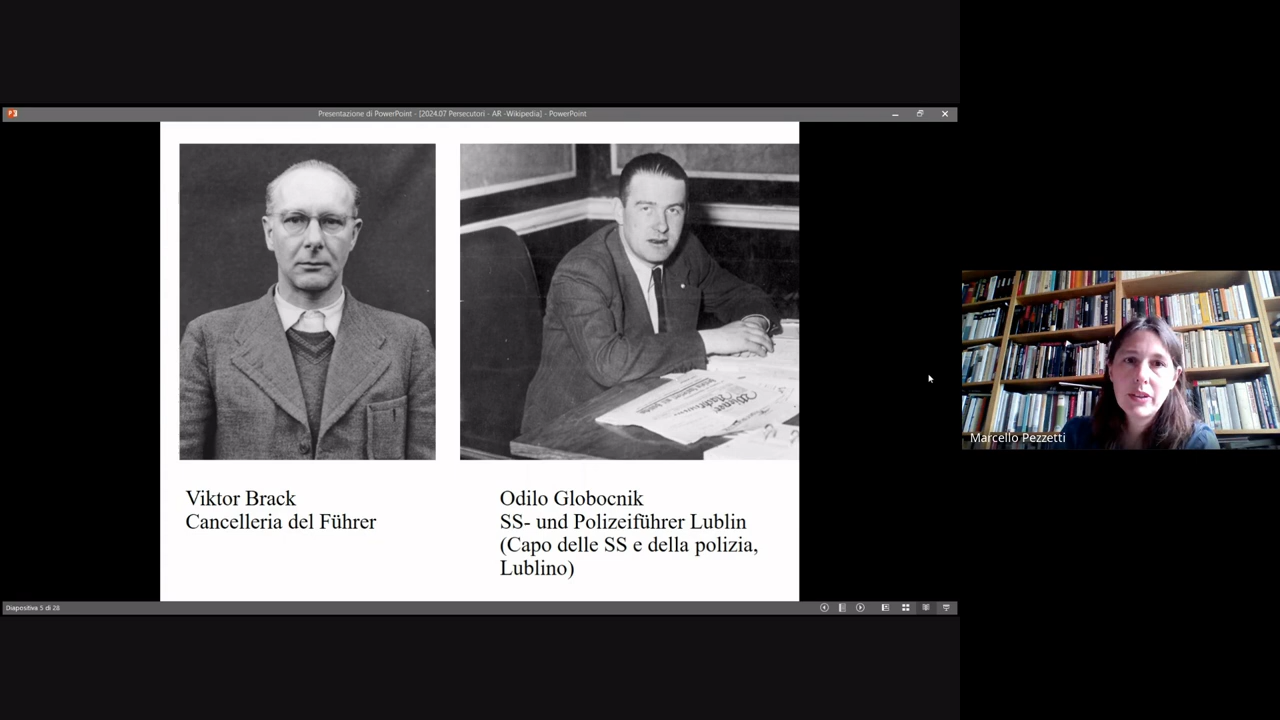 Presentazione di PowerPoint - [2024.07 Persecutori - AR -Wikipedia] - PowerPoint
Viktor Brack
Cancelleria del Führer
Odilo Globocnik
SS- und Polizeiführer Lublin
(Capo delle SS e della polizia,
Lublino)
Marcello Pezzetti
Diapositiva 5 di 28